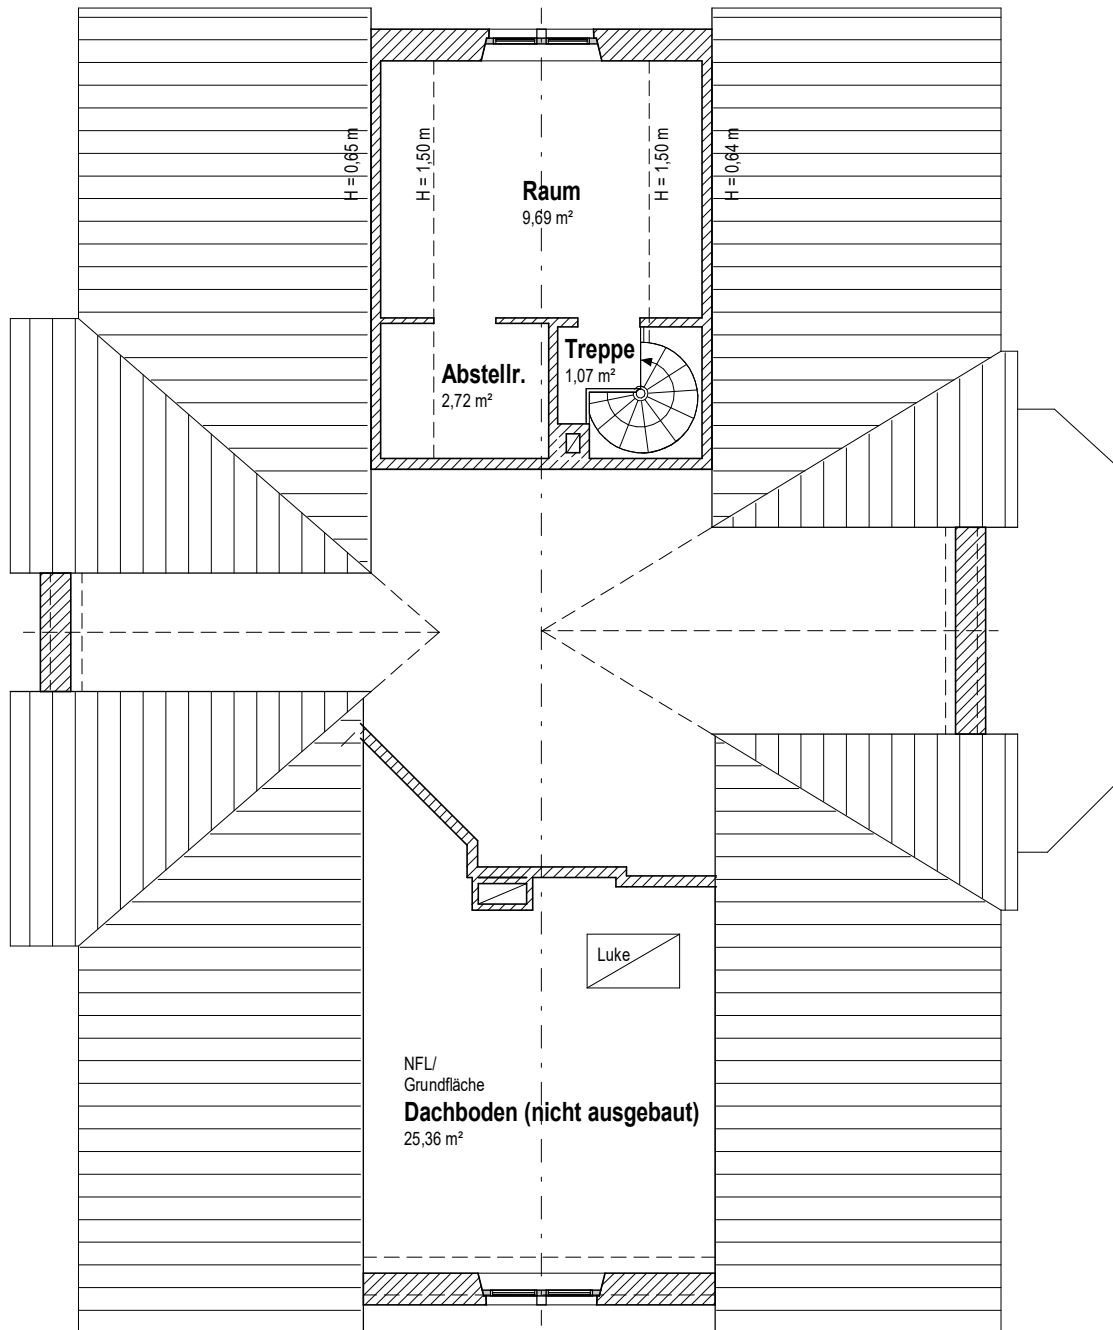 H = 0,65 m
H = 1,50 m
H = 1,50 m
H = 0,64 m
Raum
9,69 m²
Treppe
1,07 m²
Abstellr.
2,72 m²
Luke
NFL/
Grundfläche
Dachboden (nicht ausgebaut)
25,36 m²